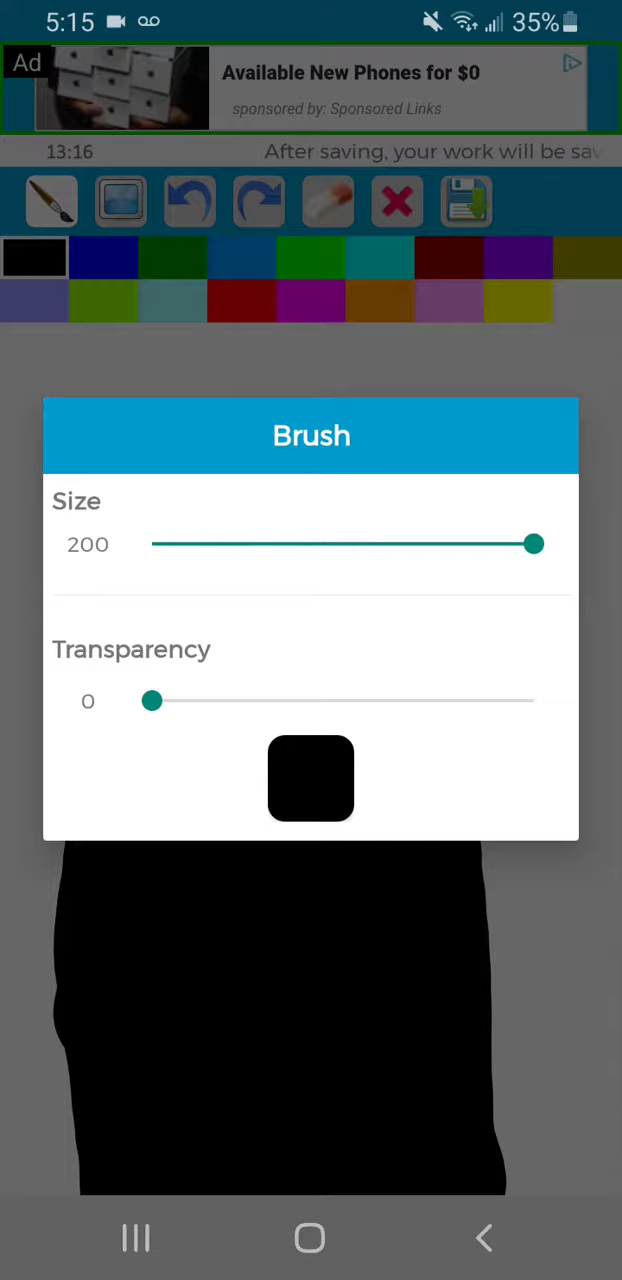 5:15
35%
Ad
Available New Phones for $0
sponsored by: Sponsored Links
13:16
After saving, your work will be sav
Brush
Size
200
Transparency
0